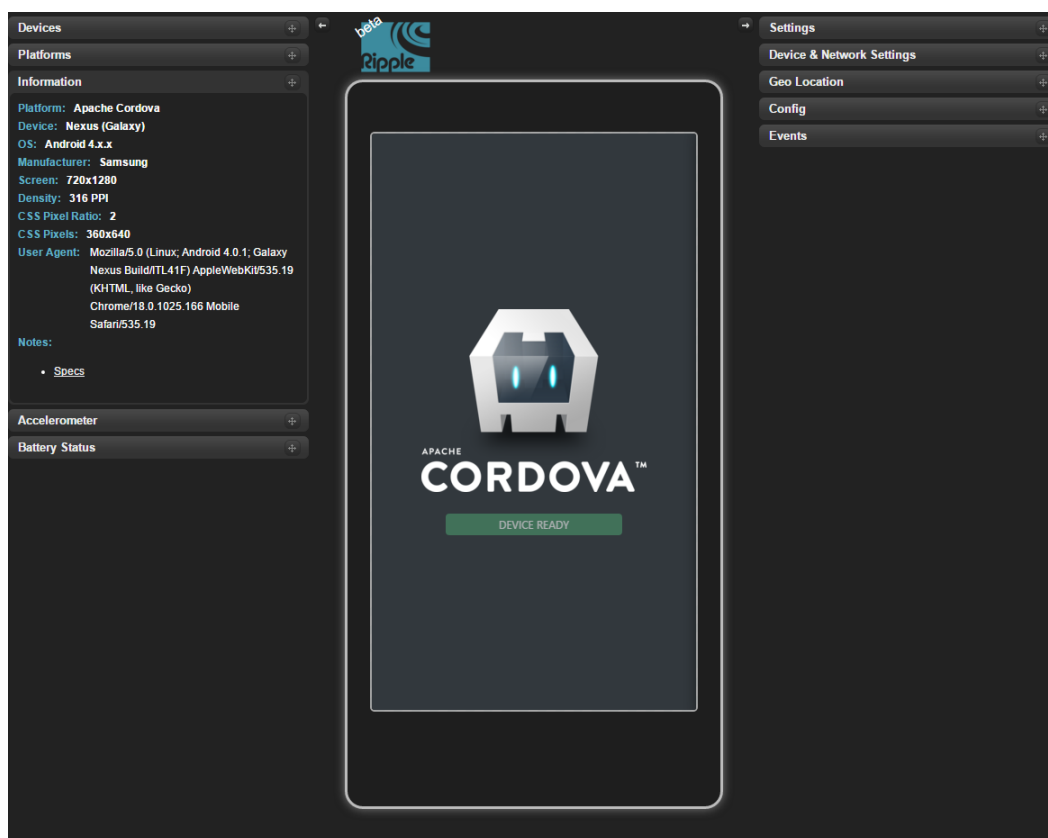 Devices
Platforms
Information
Platform: Apache Cordova
Device: Nexus (Galaxy)
OS: Android 4.x.x
Manufacturer: Samsung
Screen: 720x1280
Density: 316 PPI
CSS Pixel Ratio: 2
CSS Pixels: 360x640
User Agent: Mozilla/5.0 (Linux; Android 4.0.1; Galaxy
Nexus Build/ITL41F) AppleWebKit/535.19
(KHTML, like Gecko)
Chrome/18.0.1025.166 Mobile
Safari/535.19
Notes:
• Specs
Accelerometer
Battery Status
beta
Ripple
APACHE
CORDOVA™
DEVICE READY
Settings
Device & Network Settings
Geo Location
Config
Events